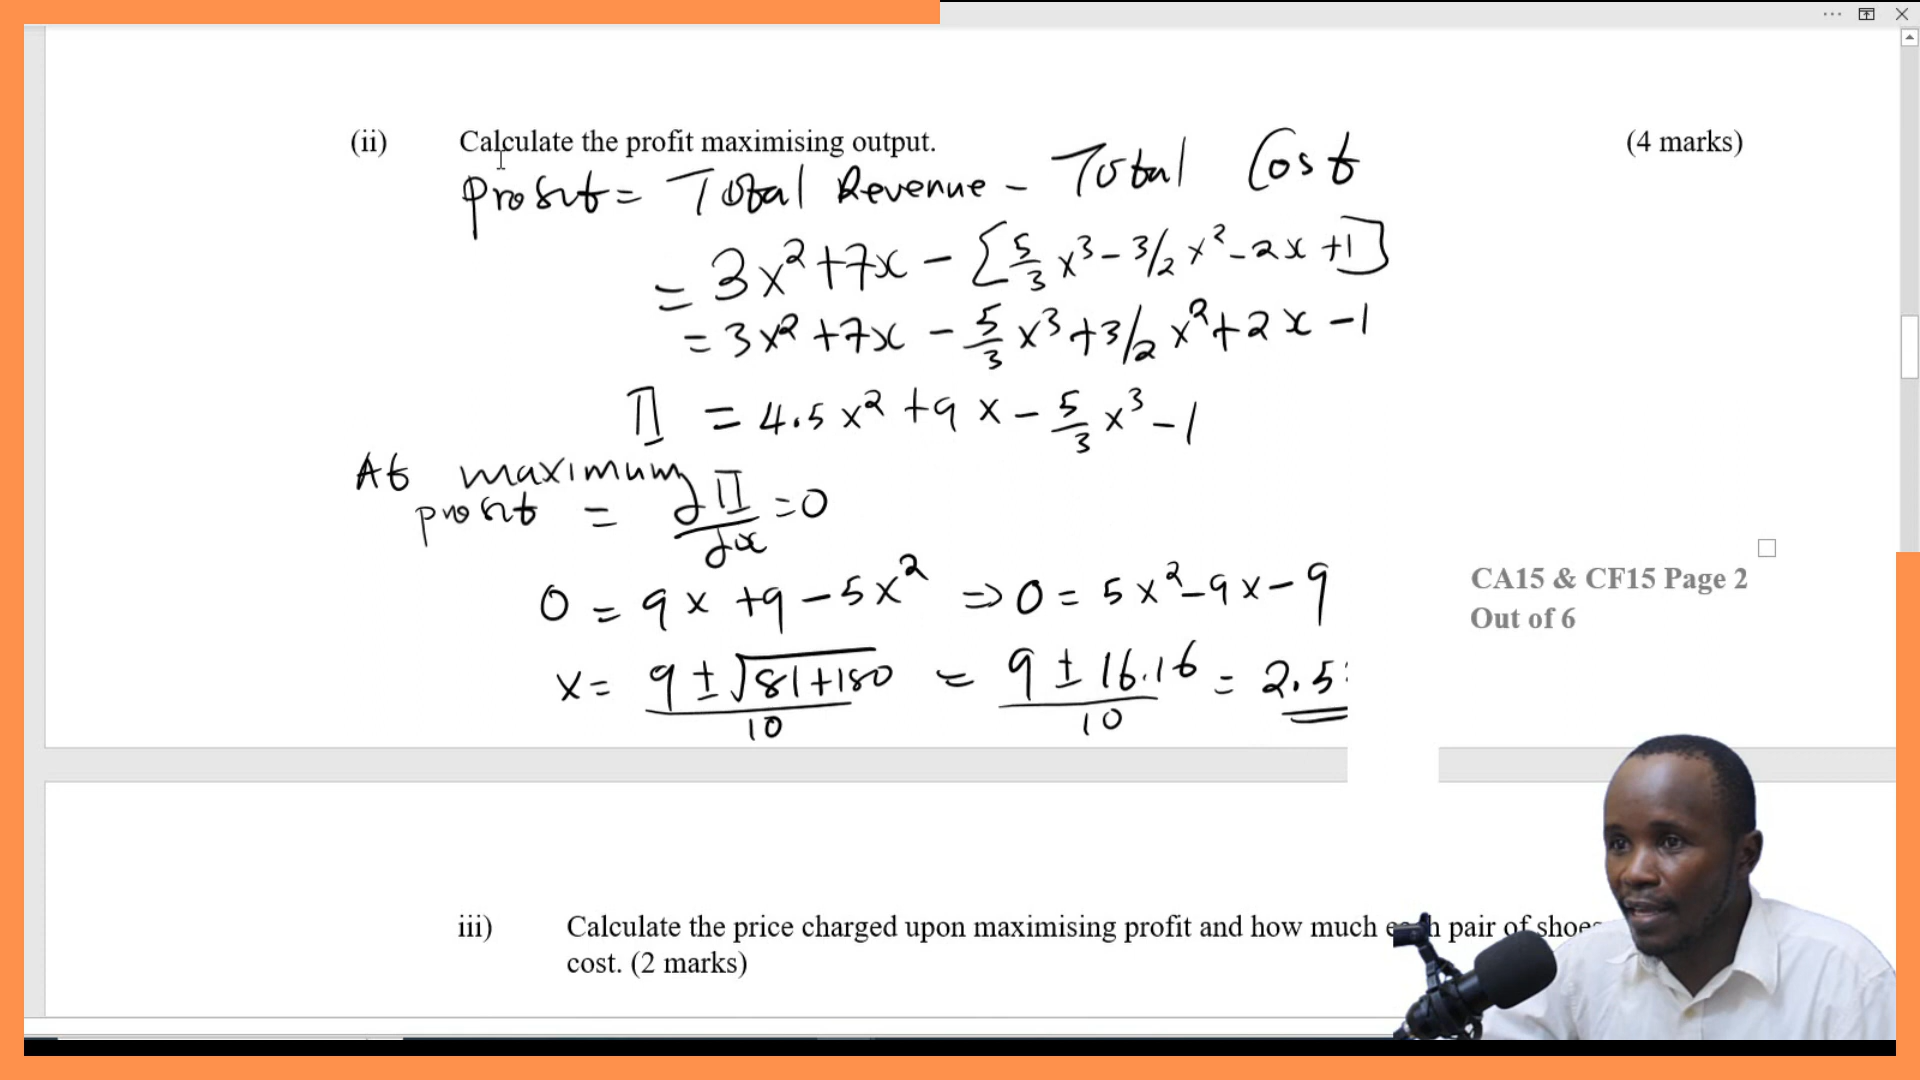 (ii) Calculate the profit maximising output. (4 marks)
profit = Total Revenue - Total Cost
= 3x² + 7x - [5/3 x³ - 3/2 x² - 2x + 1]
= 3x² + 7x - 5/3 x³ + 3/2 x² + 2x - 1
Π = 4.5x² + 9x - 5/3 x³ - 1
At maximum
profit = dΠ/dx = 0
0 = 9x + 9 - 5x² => 0 = 5x² - 9x - 9
x = 9 ± √81+180 / 10 = 9 ± 16.16 / 10 = 2.5
CA15 & CF15 Page 2
Out of 6
iii) Calculate the price charged upon maximising profit and how much pair of
cost. (2 marks)